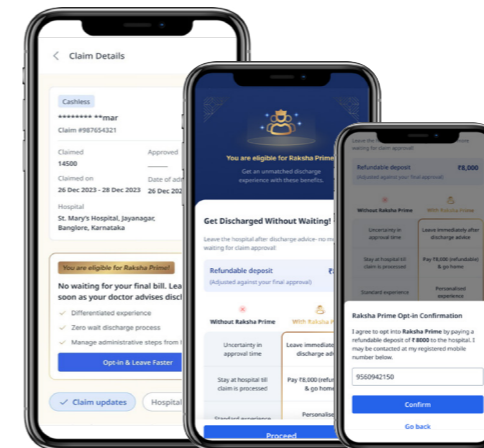 Claim Details
Cashless
******** **mar
Claim #987654321
Claimed
Approved
14500
Claimed on
Date of
26 Dec 2023 - 28 Dec 2023
26 Dec 202
Hospital
St. Mary's Hospital, Jayanagar,
Banglore, Karnataka
You are eligible for Raksha Prime!
No waiting for your final bill. Leave
soon as your doctor advises disc
Differentiated experience
Zero wait discharge process
Manage administrative steps from
Opt-in & Leave Faster
Claim updates
Hospital
You are eligible for Raksha Prime
Get an unmatched discharge
experience with these benefits.
Get Discharged Without Waiting!
Leave the hospital after discharge advice- no
waiting for claim approval
Refundable deposit
(Adjusted against your final approval)
Without Raksha Prime
With Raksha
Uncertainty in
approval time
Leave immediate
discharge ad
Stay at hospital till
claim is processed
Pay ₹8,000 (refun
& go home
Standard experience
Personalise
Proceed
waiting for claim approval
Refundable deposit
₹8,000
(Adjusted against your final approval)
Without Raksha Prime
With Raksha Prime
Uncertainty in
approval time
Leave immediately after
discharge advice
Stay at hospital till
claim is processed
Pay ₹8,000 (refundable)
& go home
Standard experience
Personalised
experience
Raksha Prime Opt-in Confirmation
I agree to opt into Raksha Prime by paying a
refundable deposit of ₹ 8000 to the hospital. I
may be contacted at my registered mobile
number below.
9560942150
Confirm
Go back